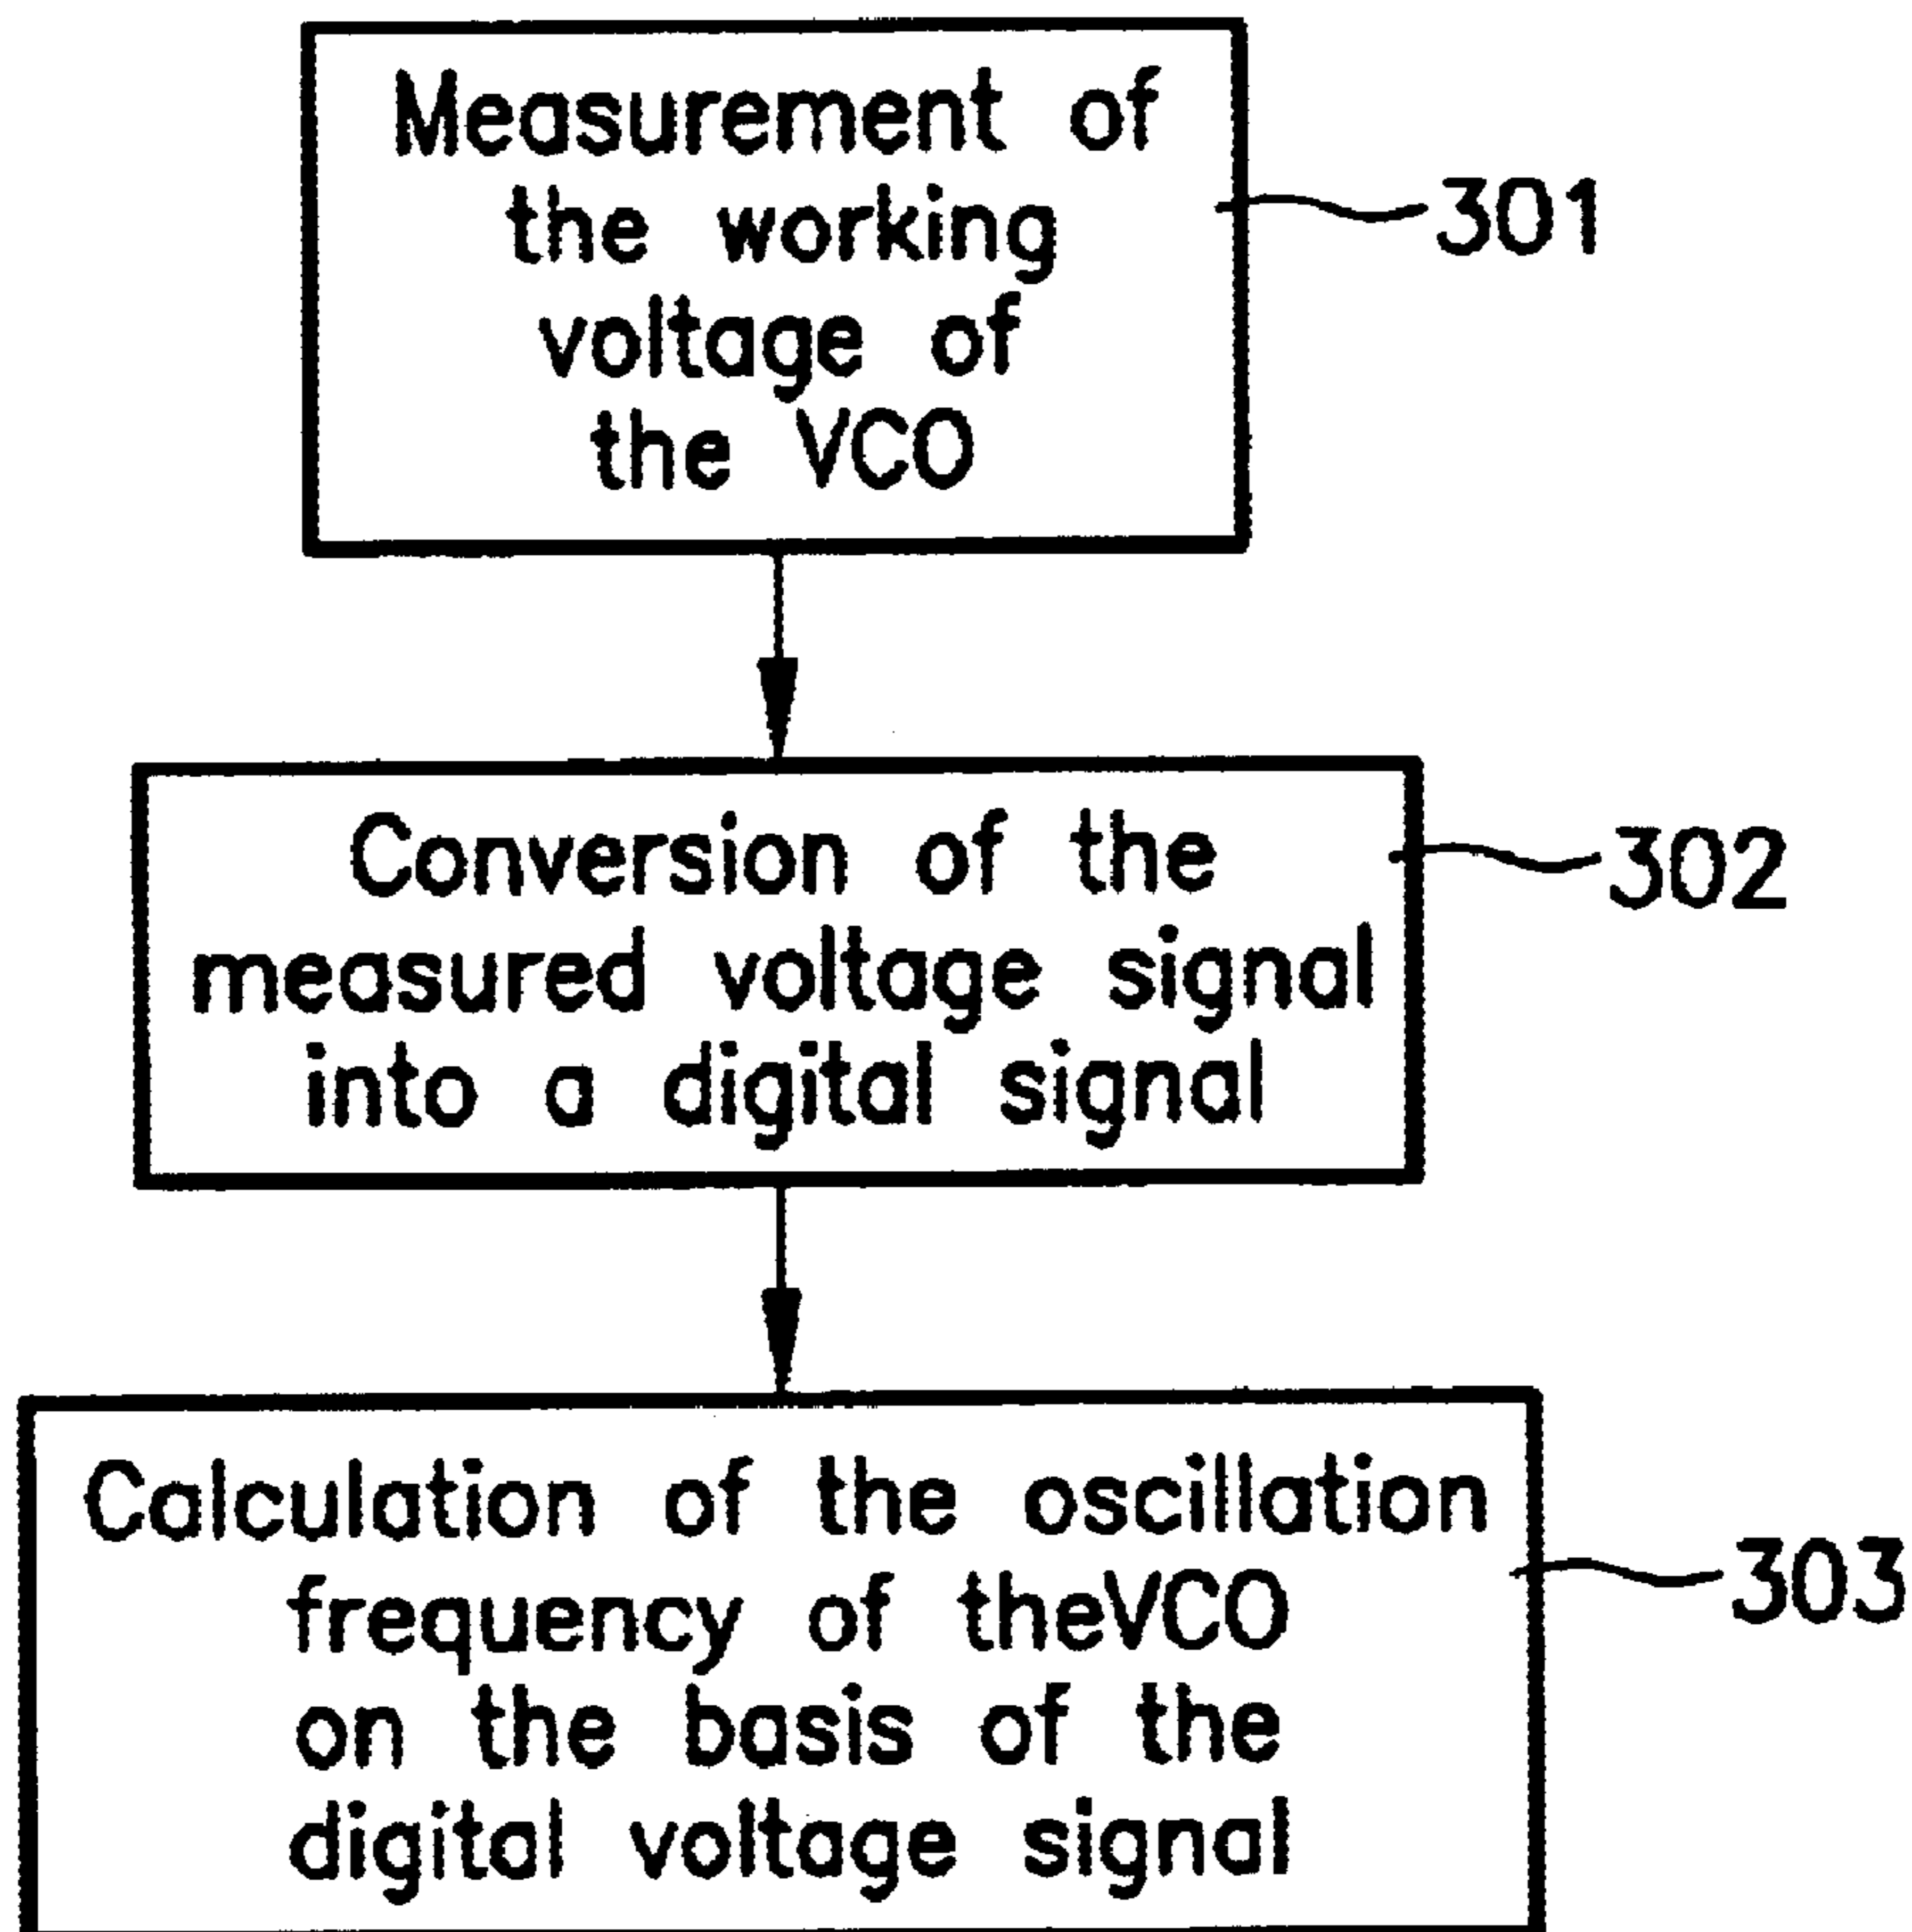 Measurement of
the working
voltage of
the VCO
301
Conversion of the
measured voltage signal
into a digital signal
302
Calculation of the oscillation
frequency of theVCO
on the basis of the
digital voltage signal
303